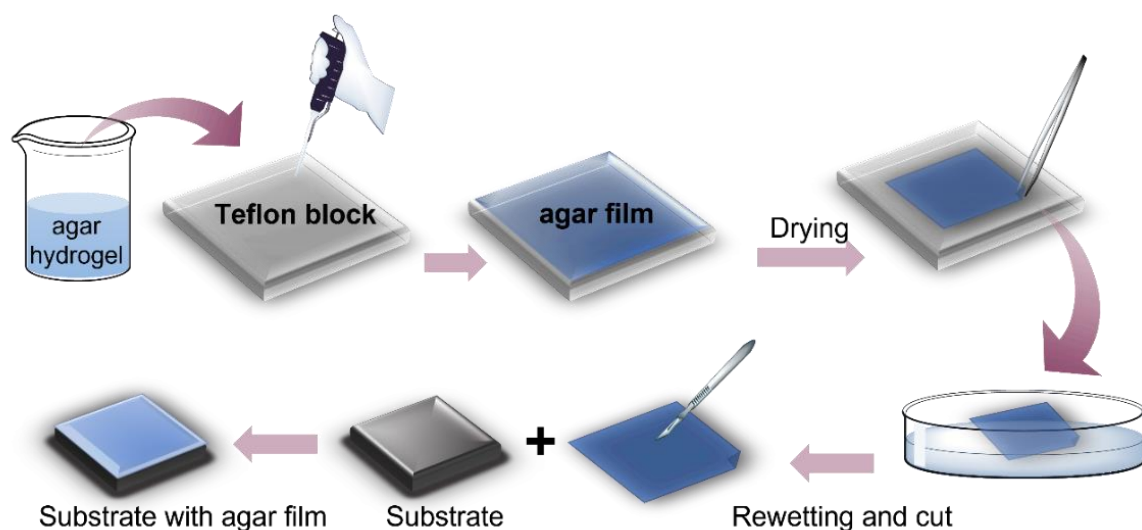 agar
hydrogel
Teflon block
agar film
Drying
Substrate with agar film
Substrate
+
Rewetting and cut